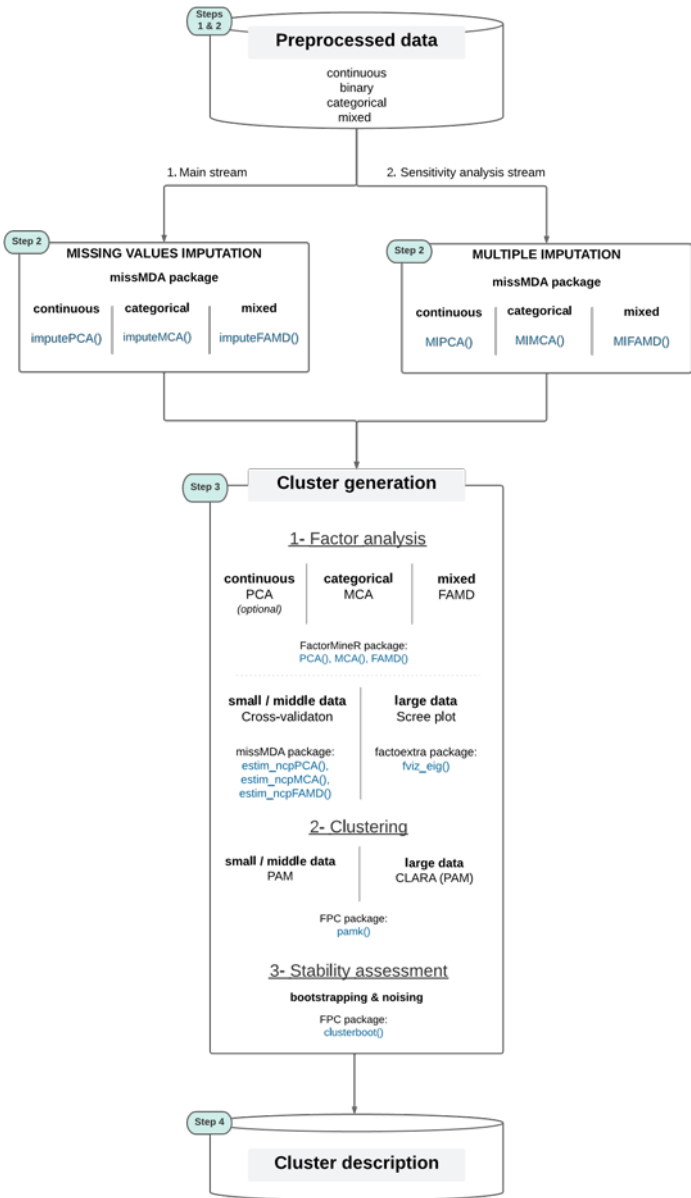 Steps
1 & 2
Preprocessed data
continuous
binary
categorical
mixed
1. Main stream
2. Sensitivity analysis stream
Step 2
MISSING VALUES IMPUTATION
missMDA package
continuous categorical mixed
imputePCA() imputeMCA() imputeFAMD()
Step 2
MULTIPLE IMPUTATION
missMDA package
continuous categorical mixed
MIPCA() MIMCA() MIFAMD()
Step 3
Cluster generation
1- Factor analysis
continuous categorical mixed
PCA MCA FAMD
(optional)
FactorMineR package:
PCA(), MCA(), FAMD()
small / middle data large data
Cross-validaton Scree plot
missMDA package: factoextra package:
estim_ncpPCA(), fviz_eig()
estim_ncpMCA(),
estim_ncpFAMD()
2- Clustering
small / middle data large data
PAM CLARA (PAM)
FPC package:
pamk()
3- Stability assessment
bootstrapping & noising
FPC package:
clusterboot()
Step 4
Cluster description